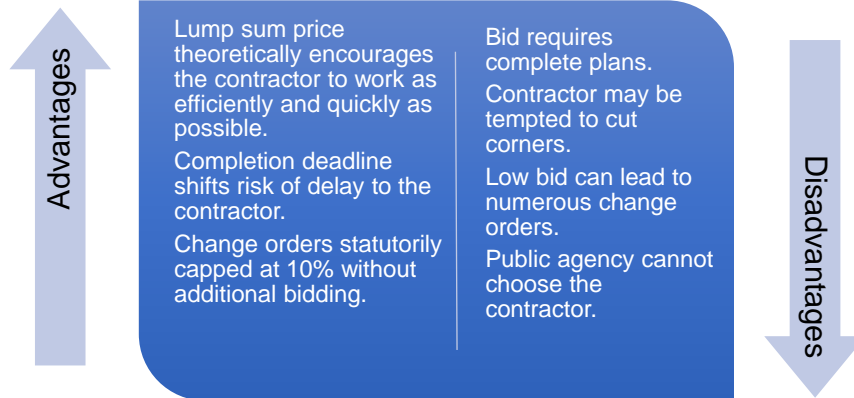 Advantages
Lump sum price
theoretically encourages
the contractor to work as
efficiently and quickly as
possible.
Completion deadline
shifts risk of delay to the
contractor.
Change orders statutorily
capped at 10% without
additional bidding.
Bid requires
complete plans.
Contractor may be
tempted to cut
corners.
Low bid can lead to
numerous change
orders.
Public agency cannot
choose the
contractor.
Disadvantages